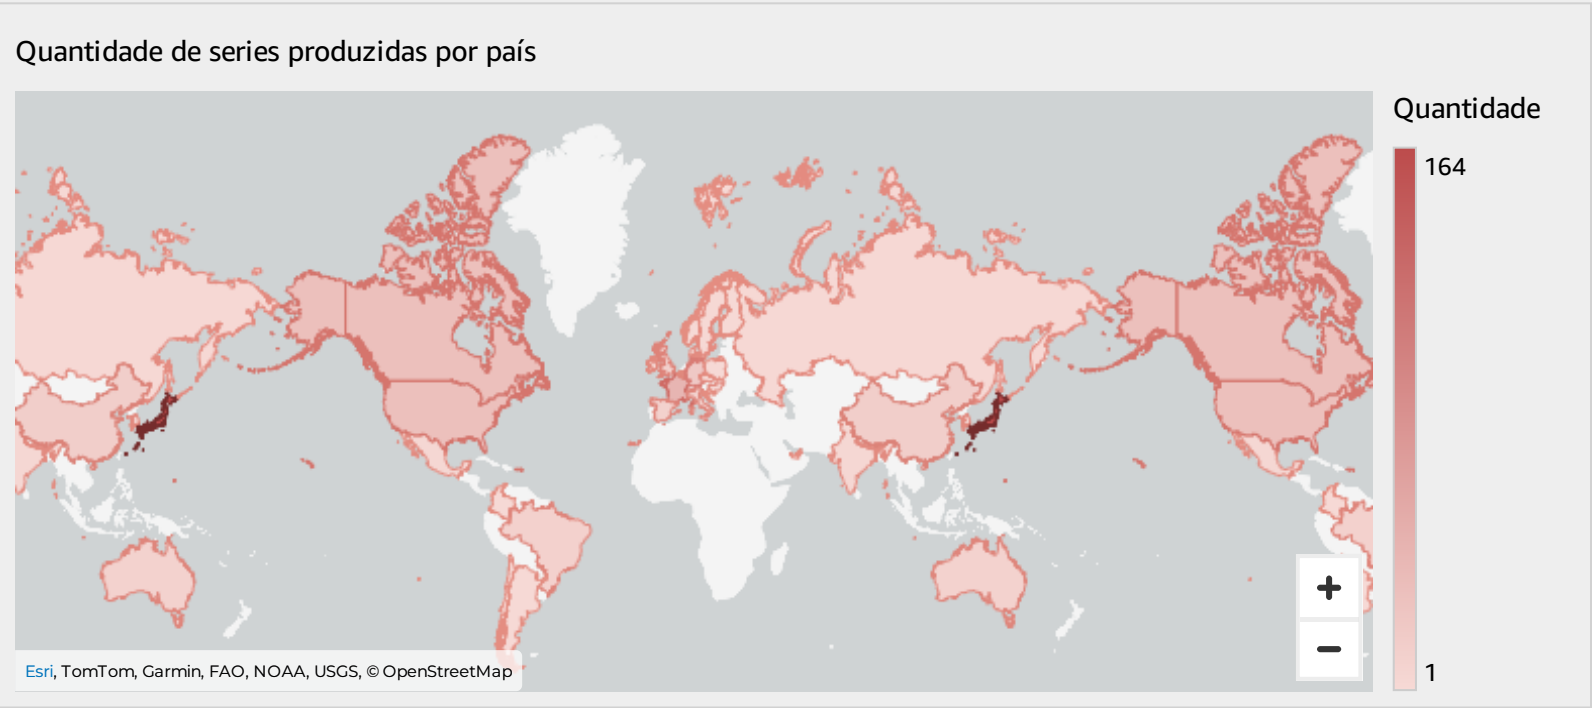 Quantidade de series produzidas por país
Quantidade
164
1
Esri, TomTom, Garmin, FAO, NOAA, USGS, © OpenStreetMap